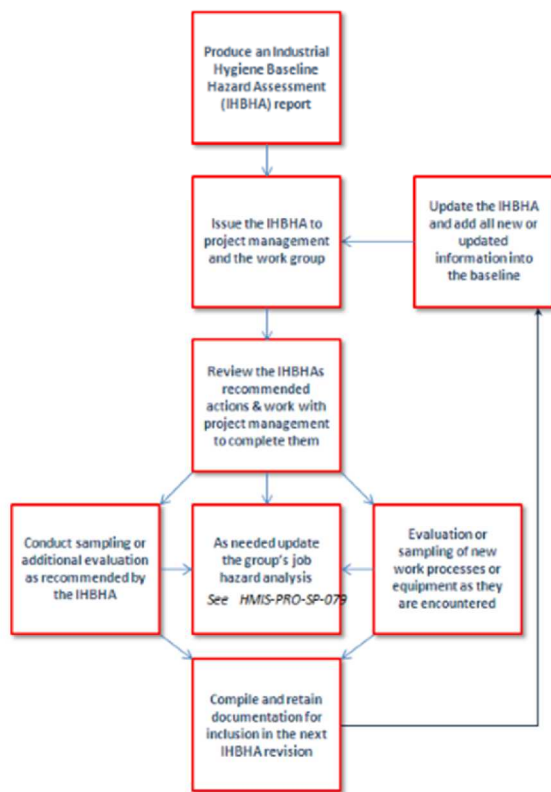 Produce an Industrial
Hygiene Baseline
Hazard Assessment
(IHBHA) report
Issue the IHBHA to
project management
and the work group
Update the IHBHA
and add all new or
updated
information into
the baseline
Review the IHBHAs
recommended
actions & work with
project management
to complete them
Conduct sampling or
additional evaluation
as recommended by
the IHBHA
As needed update
the group's job
hazard analysis
See HMIS-PRO-SP-079
Evaluation or
sampling of new
work processes or
equipment as they
are encountered
Compile and retain
documentation for
inclusion in the next
IHBHA revision